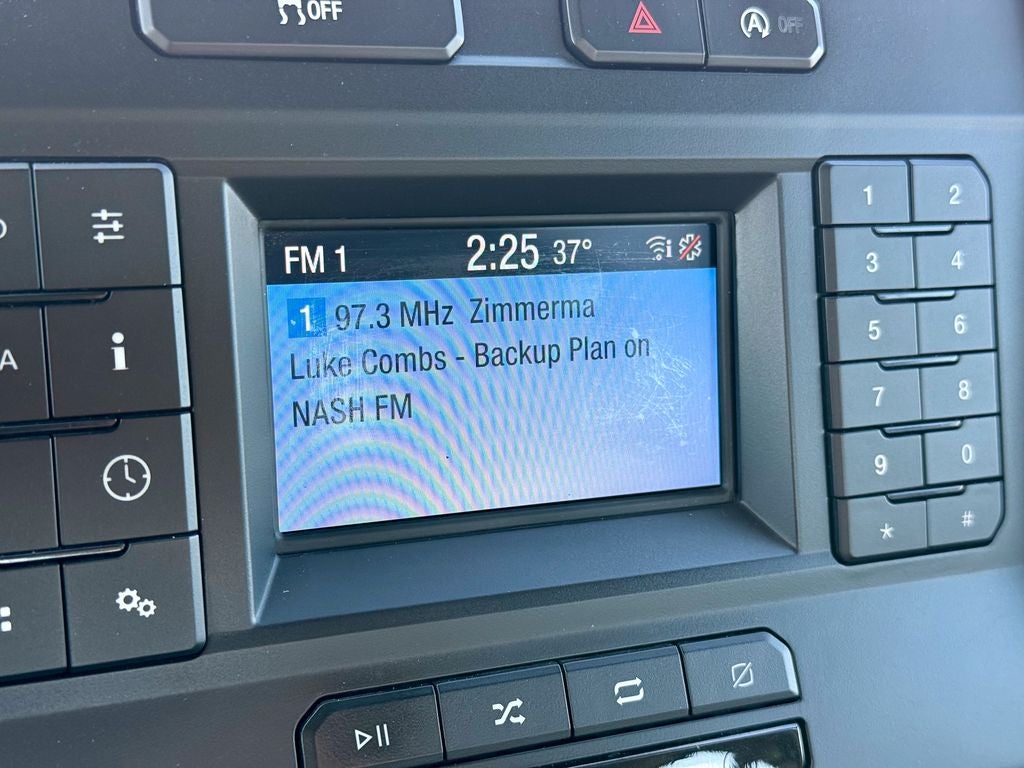 OFF
A OFF
FM 1 2:25 37° i
1 97.3 MHz Zimmerma
Luke Combs - Backup Plan on
NASH FM
A
i
1 2
3 4
5 6
7 8
9 0
* #